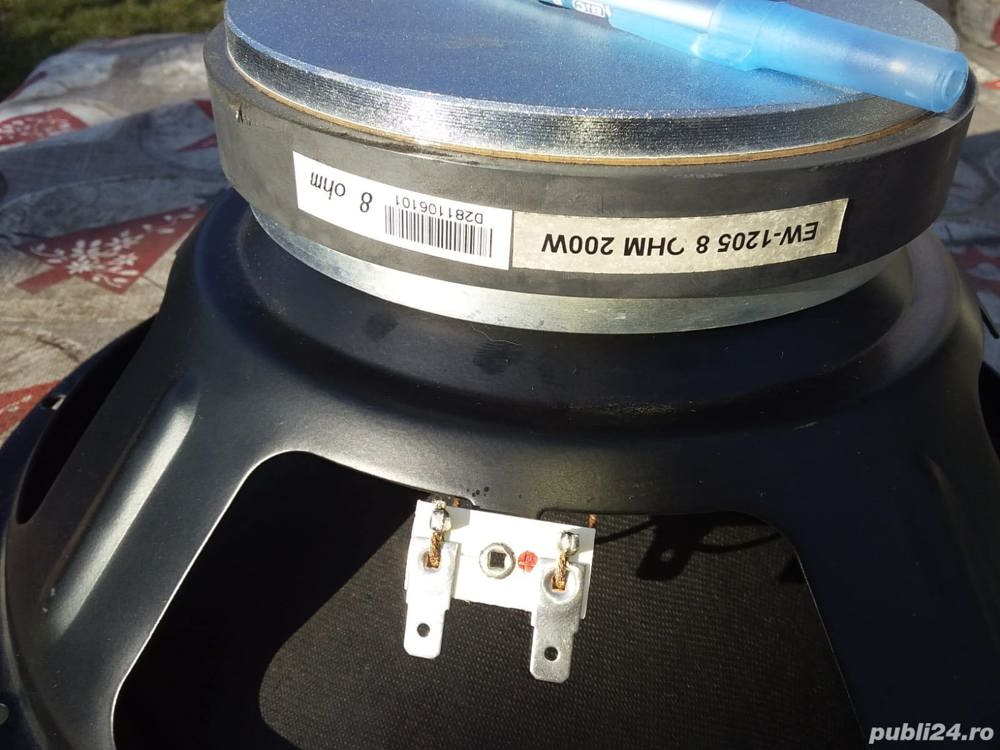 EW-1205 8 OHM 200W
D281106101
8 ohm
publi24.ro